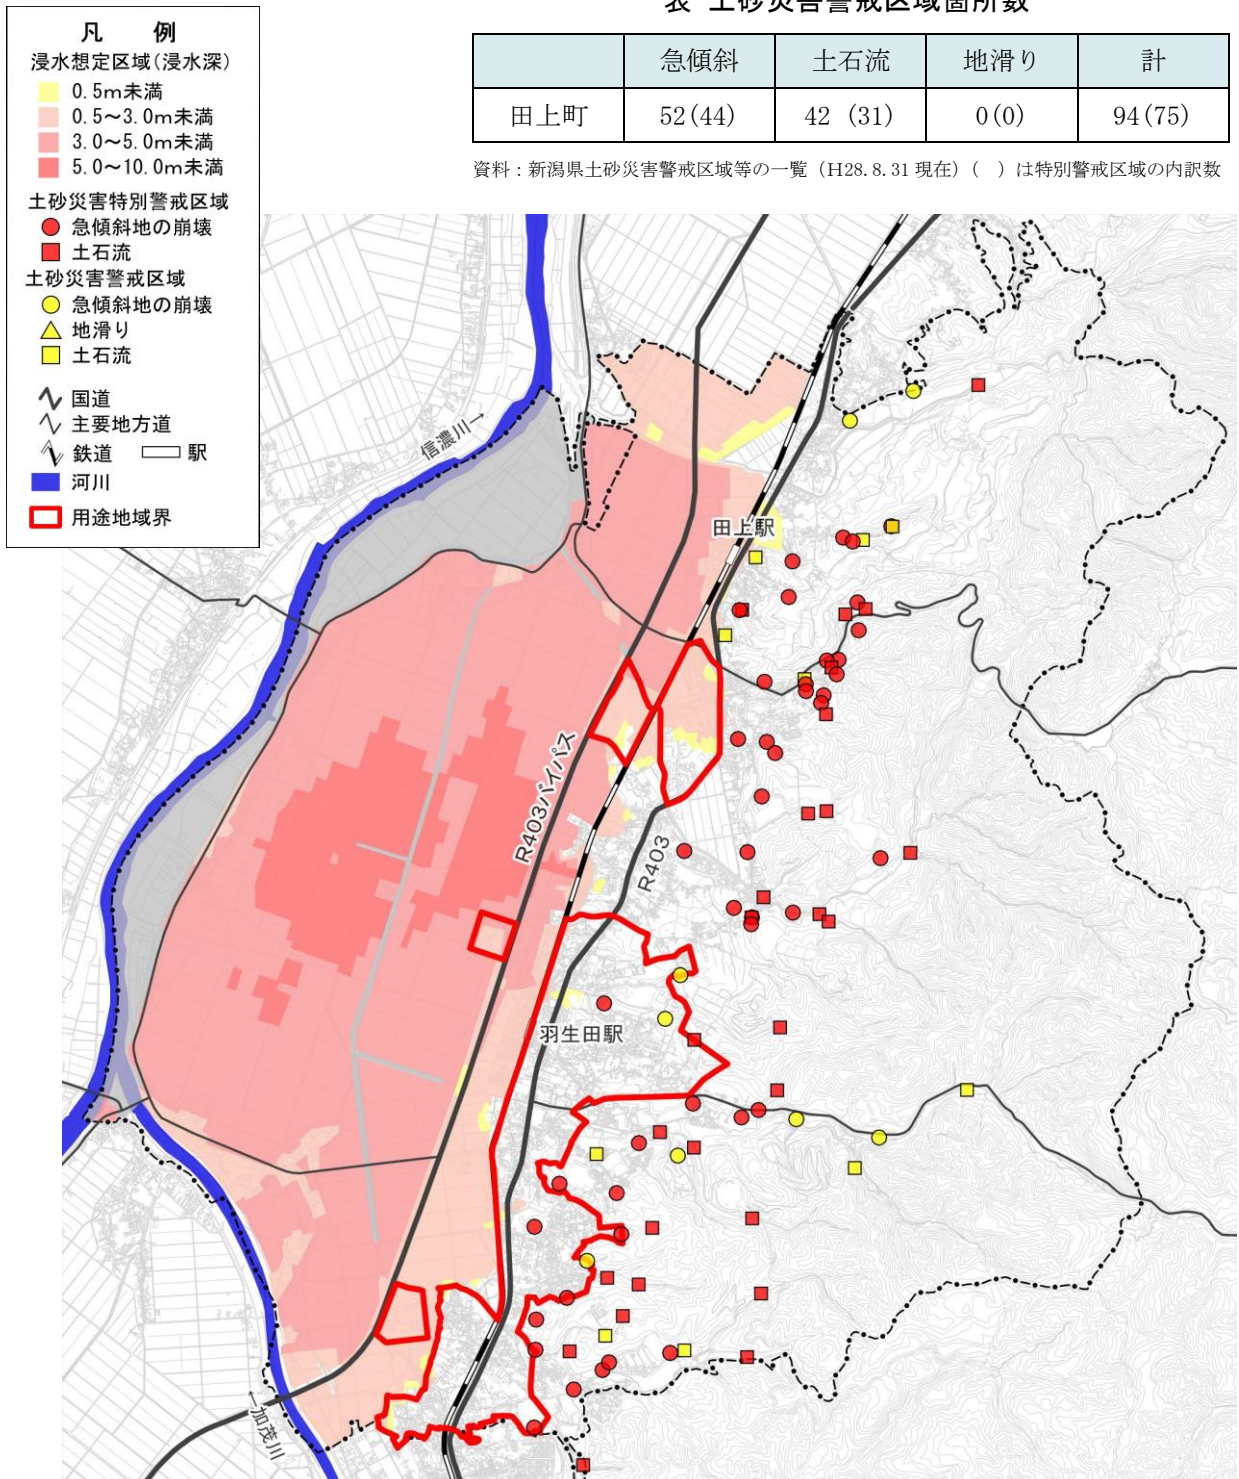 表 土砂災害警戒区域箇所数
急傾斜 土石流 地滑り 計
田上町 52(44) 42 (31) 0(0) 94(75)
資料：新潟県土砂災害警戒区域等の一覧（H28.8.31 現在）（ ）は特別警戒区域の内訳数
凡 例
浸水想定区域(浸水深)
0.5m未満
0.5～3.0m未満
3.0～5.0m未満
5.0～10.0m未満
土砂災害特別警戒区域
急傾斜地の崩壊
土石流
土砂災害警戒区域
急傾斜地の崩壊
地滑り
土石流
国道
主要地方道
鉄道 駅
河川
用途地域界
信濃川→
田上駅
R403バイパス
R403
羽生田駅
←加茂川